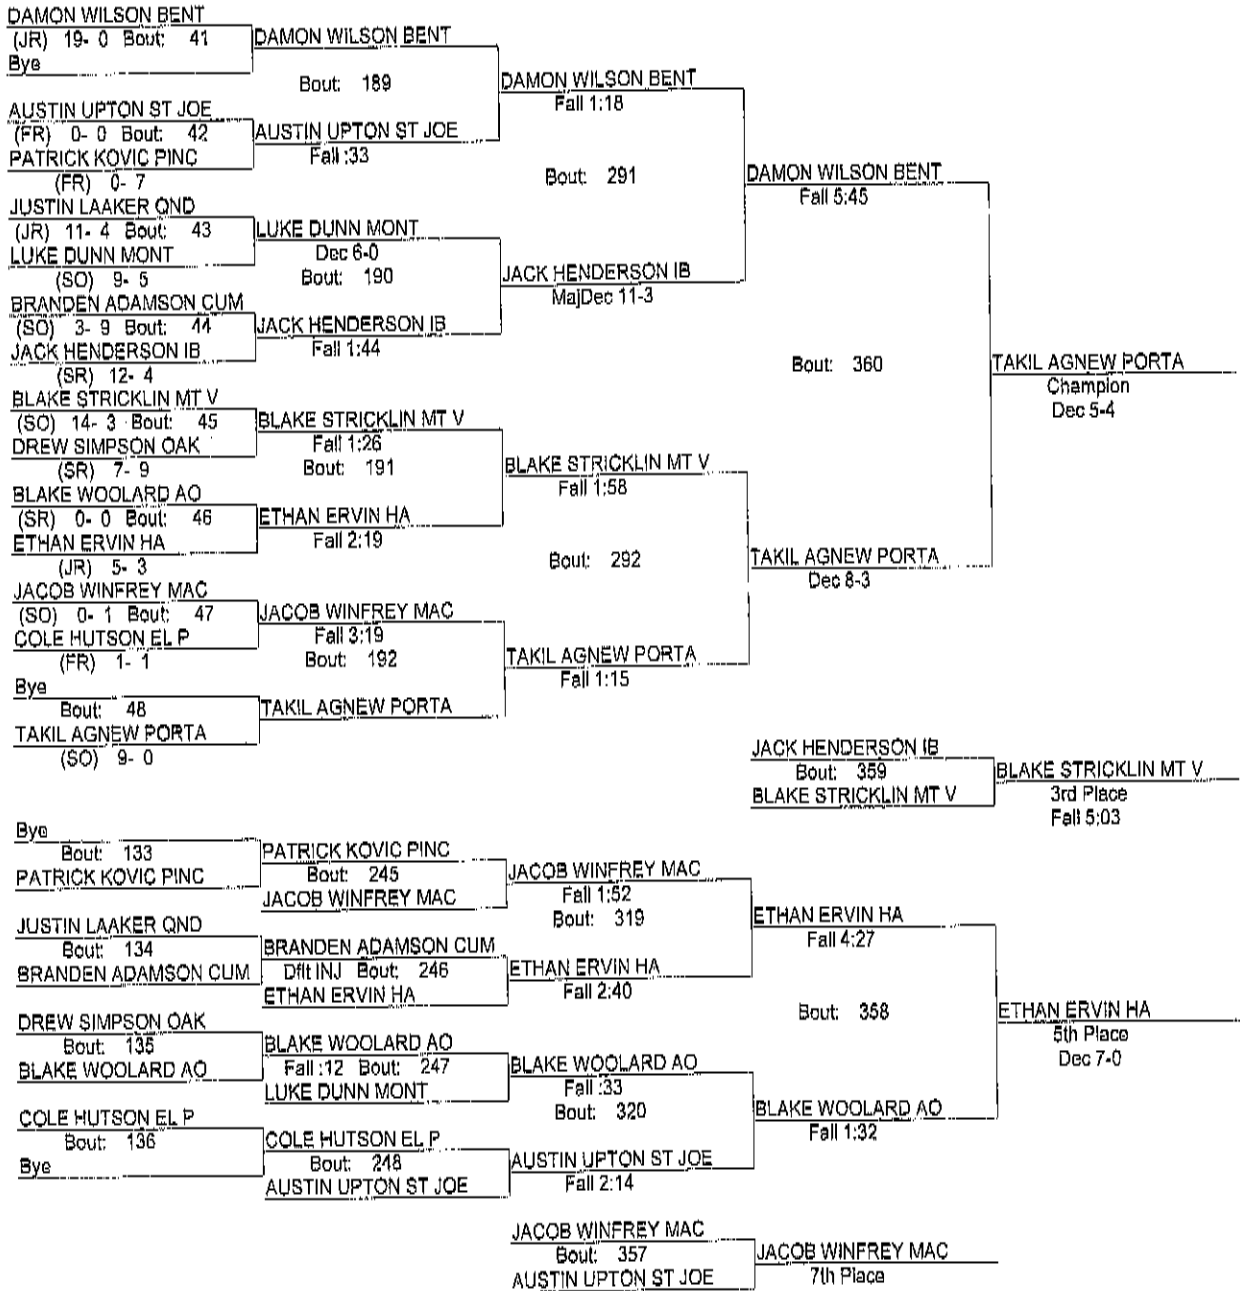 DAMON WILSON BENT
(JR) 19- 0 Bout: 41
Bye
DAMON WILSON BENT
Bout: 189
AUSTIN UPTON ST JOE
(FR) 0- 0 Bout: 42
PATRICK KOVIC PINC
(FR) 0- 7
AUSTIN UPTON ST JOE
Fall :33
DAMON WILSON BENT
Fall 1:18
Bout: 291
JUSTIN LAAKER QND
(JR) 11- 4 Bout: 43
LUKE DUNN MONT
(SO) 9- 5
LUKE DUNN MONT
Dec 6-0
Bout: 190
BRANDEN ADAMSON CUM
(SO) 3- 9 Bout: 44
JACK HENDERSON IB
(SR) 12- 4
JACK HENDERSON IB
Fall 1:44
JACK HENDERSON IB
MajDec 11-3
DAMON WILSON BENT
Fall 5:45
Bout: 360
TAKIL AGNEW PORTA
Champion
Dec 5-4
BLAKE STRICKLIN MT V
(SO) 14- 3 Bout: 45
DREW SIMPSON OAK
(SR) 7- 9
BLAKE STRICKLIN MT V
Fall 1:26
Bout: 191
BLAKE WOOLARD AO
(SR) 0- 0 Bout: 46
ETHAN ERVIN HA
(JR) 5- 3
ETHAN ERVIN HA
Fall 2:19
BLAKE STRICKLIN MT V
Fall 1:58
Bout: 292
JACOB WINFREY MAC
(SO) 0- 1 Bout: 47
COLE HUTSON EL P
(FR) 1- 1
JACOB WINFREY MAC
Fall 3:19
Bout: 192
Bye
Bout: 48
TAKIL AGNEW PORTA
(SO) 9- 0
TAKIL AGNEW PORTA
TAKIL AGNEW PORTA
Fall 1:15
TAKIL AGNEW PORTA
Dec 8-3
JACK HENDERSON IB
Bout: 359
BLAKE STRICKLIN MT V
BLAKE STRICKLIN MT V
3rd Place
Fall 5:03
Bye
Bout: 133
PATRICK KOVIC PINC
PATRICK KOVIC PINC
Bout: 245
JACOB WINFREY MAC
JACOB WINFREY MAC
Fall 1:52
Bout: 319
JUSTIN LAAKER QND
Bout: 134
BRANDEN ADAMSON CUM
BRANDEN ADAMSON CUM
Dflt INJ Bout: 246
ETHAN ERVIN HA
ETHAN ERVIN HA
Fall 2:40
ETHAN ERVIN HA
Fall 4:27
Bout: 358
ETHAN ERVIN HA
5th Place
Dec 7-0
DREW SIMPSON OAK
Bout: 135
BLAKE WOOLARD AO
BLAKE WOOLARD AO
Fall :12 Bout: 247
LUKE DUNN MONT
BLAKE WOOLARD AO
Fall :33
Bout: 320
COLE HUTSON EL P
Bout: 136
Bye
COLE HUTSON EL P
Bout: 248
AUSTIN UPTON ST JOE
AUSTIN UPTON ST JOE
Fall 2:14
BLAKE WOOLARD AO
Fall 1:32
JACOB WINFREY MAC
Bout: 357
AUSTIN UPTON ST JOE
JACOB WINFREY MAC
7th Place